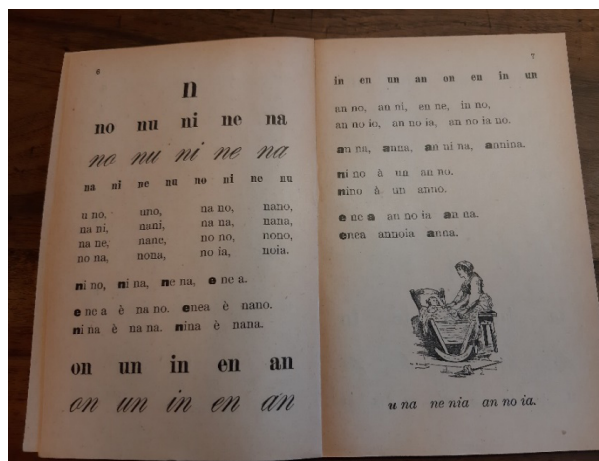 6
n
no nu ni ne na
no nu ni ne na
na ni ne nu no ni ne nu
u no, uno, na no, nano,
na ni, nani, na na, nana,
na ne, nane, no no, nono,
no na, nona, no ia, noia.
ni no, ni na, ne na, e ne a.
e ne a è na no. enea è nano.
ni na è na na. nina è nana.
on un in en an
on un in en an
7
in en un an on en in un
an no, an ni, en ne, in no,
an no io, an no ia, an no ia no.
an na, anna, an ni na, annina.
ni no à un an no.
nino à un anno.
e ne a an no ia an na.
enea annoia anna.
u na ne nia an no ia.